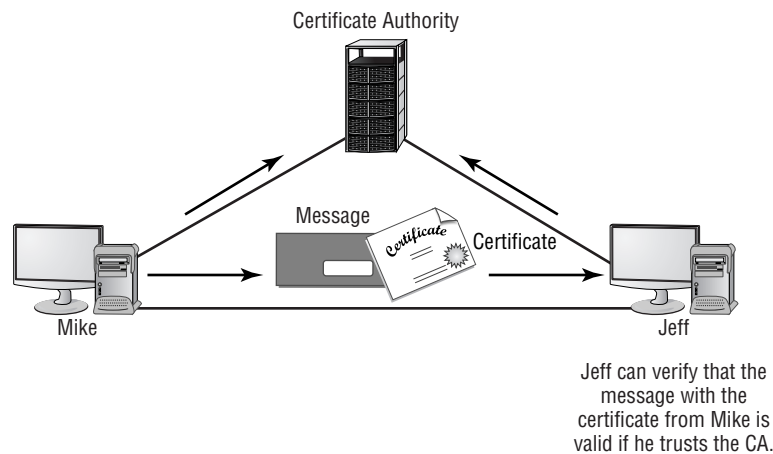 Certificate Authority
Message
Certificate
Certificate
Mike
Jeff
Jeff can verify that the
message with the
certificate from Mike is
valid if he trusts the CA.